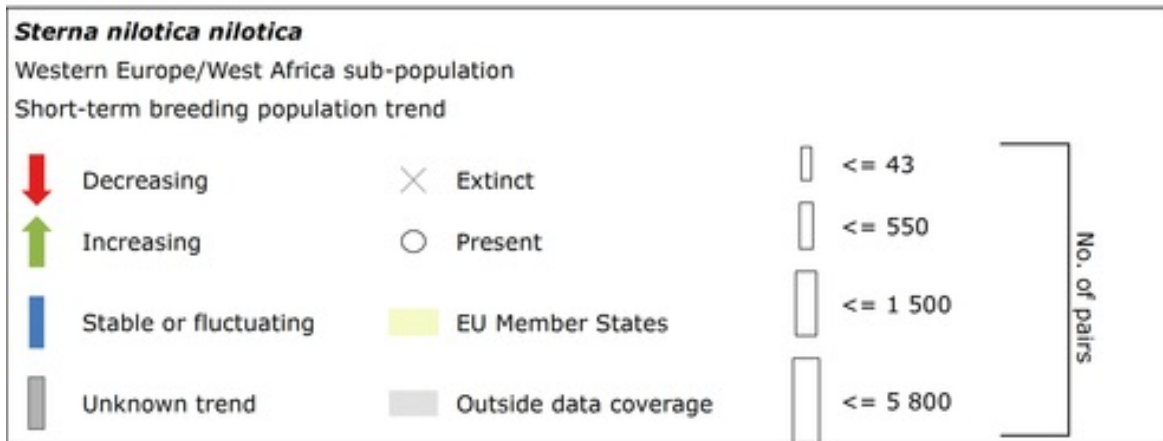 Sterna nilotica nilotica
Western Europe/West Africa sub-population
Short-term breeding population trend
Decreasing
Increasing
Stable or fluctuating
Unknown trend
Extinct
Present
EU Member States
Outside data coverage
<= 43
<= 550
<= 1 500
<= 5 800
No. of pairs